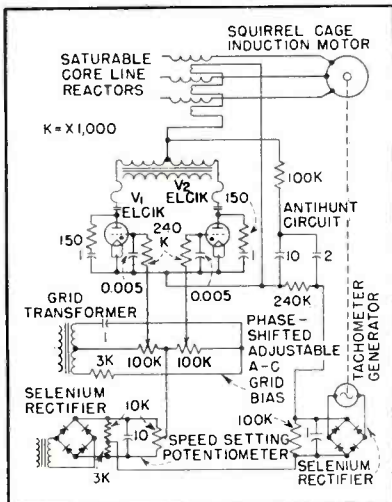 SQUIRREL CAGE
INDUCTION MOTOR
SATURABLE
CORE LINE
REACTORS
K=X1,000
V1
ELC1K
V2
ELC1K
150
100K
ANTIHUNT
CIRCUIT
150
1
240
K
1
10
2
0.005
0.005
240K
TACHOMETER
GENERATOR
GRID
TRANSFORMER
1
3K
100K
100K
PHASE-
SHIFTED
ADJUSTABLE
A-C
GRID
BIAS
SELENIUM
RECTIFIER
10K
10
3K
SPEED SETTING
POTENTIOMETER
100K
1
SELENIUM
RECTIFIER